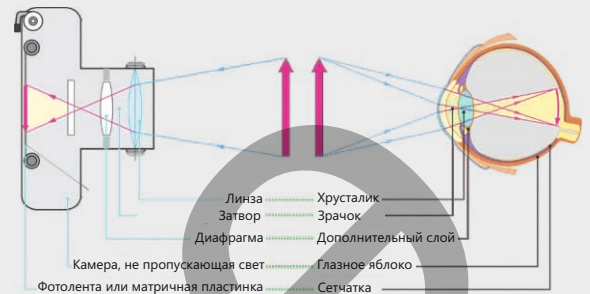 Линза Хрусталик
Затвор Зрачок
Диафрагма Дополнительный слой
Камера, не пропускающая свет Глазное яблоко
Фотолента или матричная пластинка Сетчатка